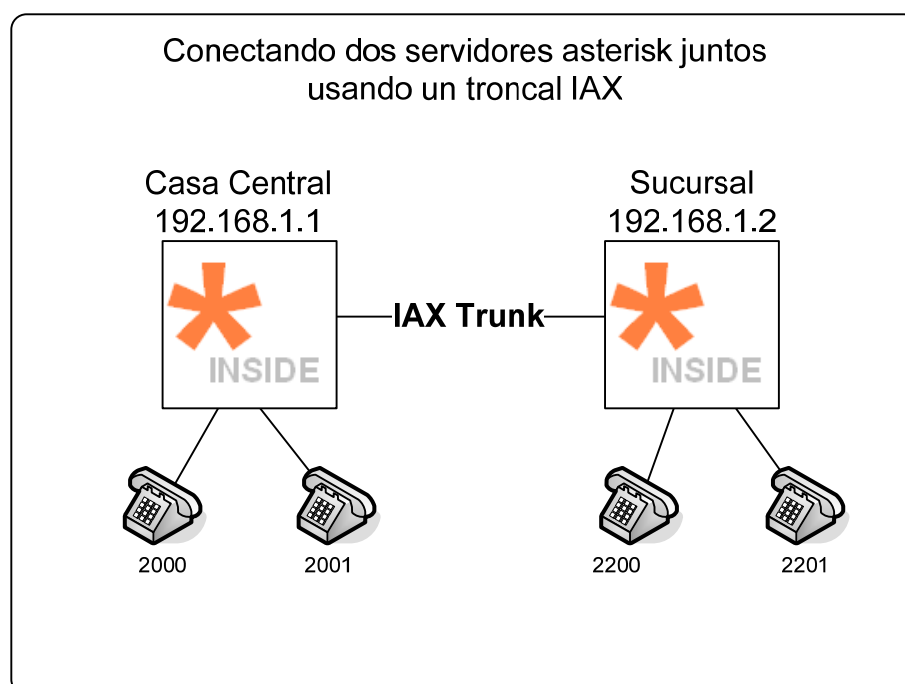 Conectando dos servidores asterisk juntos
usando un troncal IAX
Casa Central
192.168.1.1
Sucursal
192.168.1.2
INSIDE
IAX Trunk
INSIDE
2000
2001
2200
2201